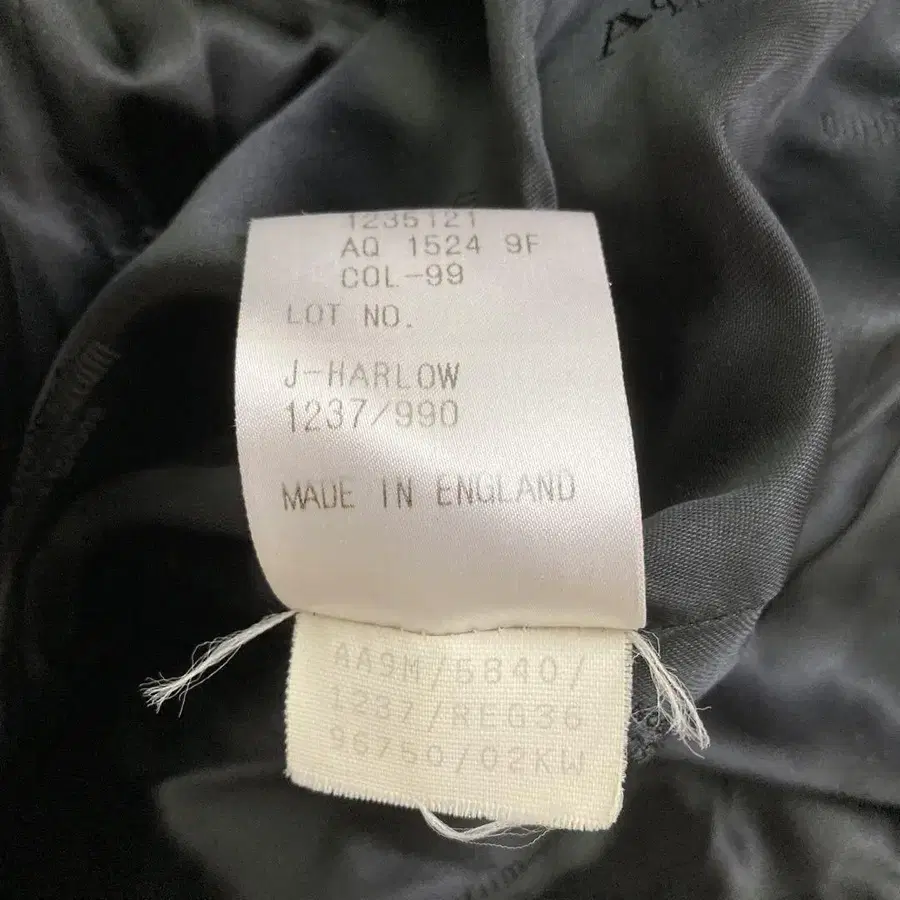 1235121
AQ 1524 9F
COL-99
LOT NO.
J-HARLOW
1237/990
MADE IN ENGLAND
AA9M/5840/
1237/REG36
96/50/02KW